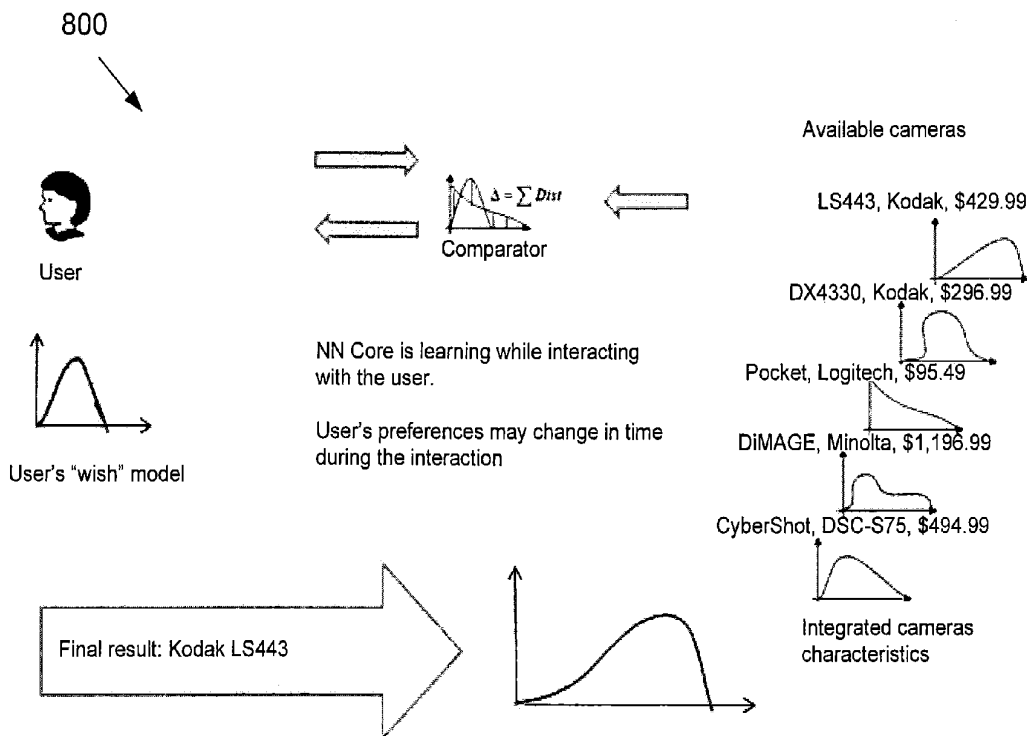 800
Available cameras
LS443, Kodak, $429.99
Δ = ∑ Dist
Comparator
User
DX4330, Kodak, $296.99
NN Core is learning while interacting
with the user.
Pocket, Logitech, $95.49
User's preferences may change in time
during the interaction
DiMAGE, Minolta, $1,196.99
User's “wish” model
CyberShot, DSC-S75, $494.99
Final result: Kodak LS443
Integrated cameras
characteristics